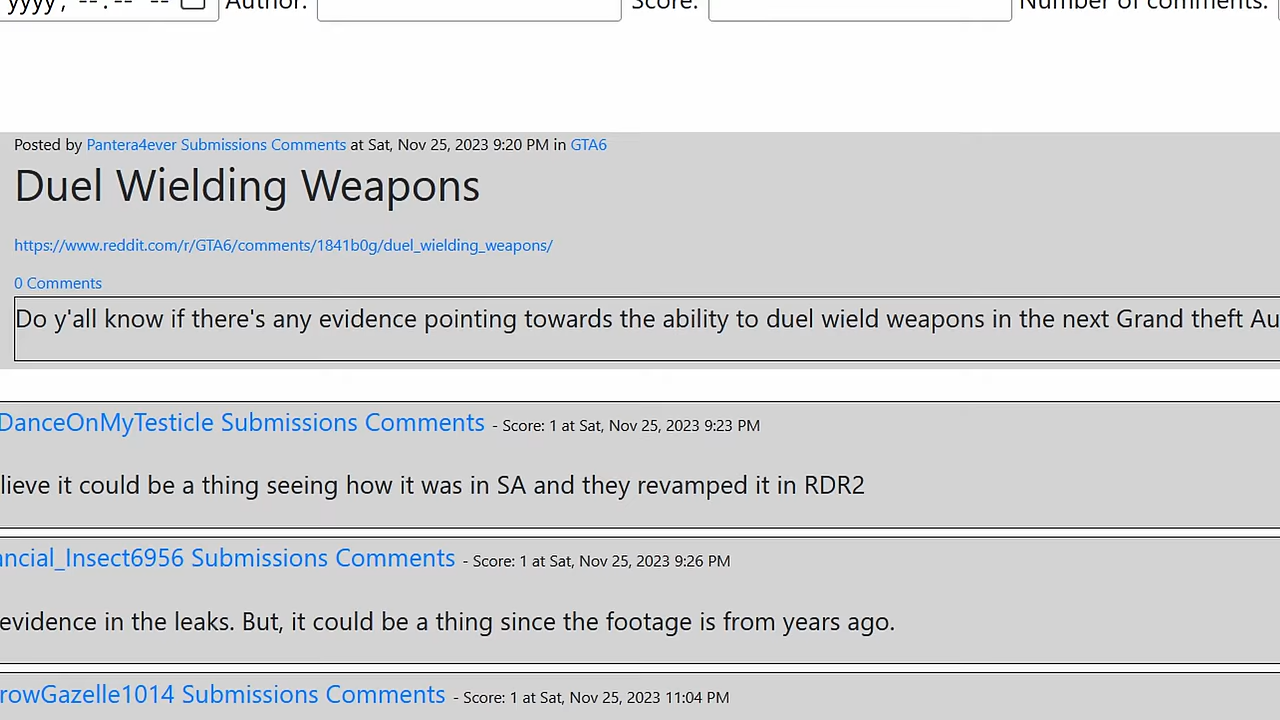 yyyy, --:-- -- Author: Score: Number of comments:
Posted by Pantera4ever Submissions Comments at Sat, Nov 25, 2023 9:20 PM in GTA6
Duel Wielding Weapons
https://www.reddit.com/r/GTA6/comments/1841b0g/duel_wielding_weapons/
0 Comments
Do y'all know if there's any evidence pointing towards the ability to duel wield weapons in the next Grand theft Au
DanceOnMyTesticle Submissions Comments - Score: 1 at Sat, Nov 25, 2023 9:23 PM
lieve it could be a thing seeing how it was in SA and they revamped it in RDR2
ncial_Insect6956 Submissions Comments - Score: 1 at Sat, Nov 25, 2023 9:26 PM
evidence in the leaks. But, it could be a thing since the footage is from years ago.
rowGazelle1014 Submissions Comments - Score: 1 at Sat, Nov 25, 2023 11:04 PM